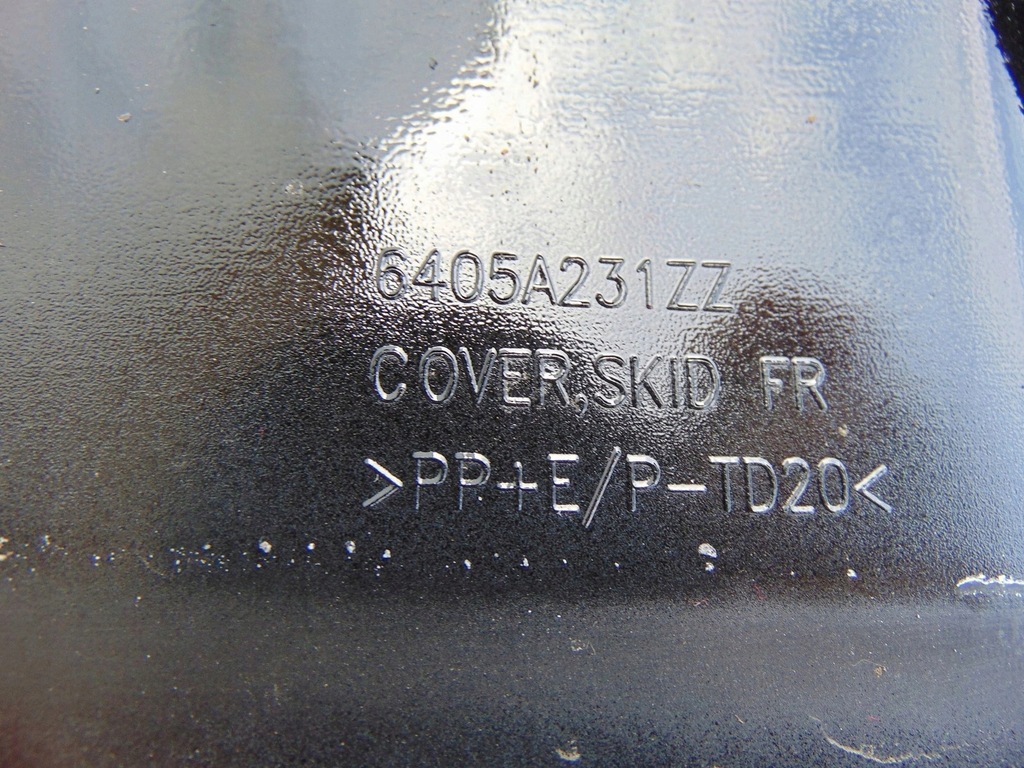 6405A231ZZ
COVER,SKID FR
>PP+E/P-TD20<